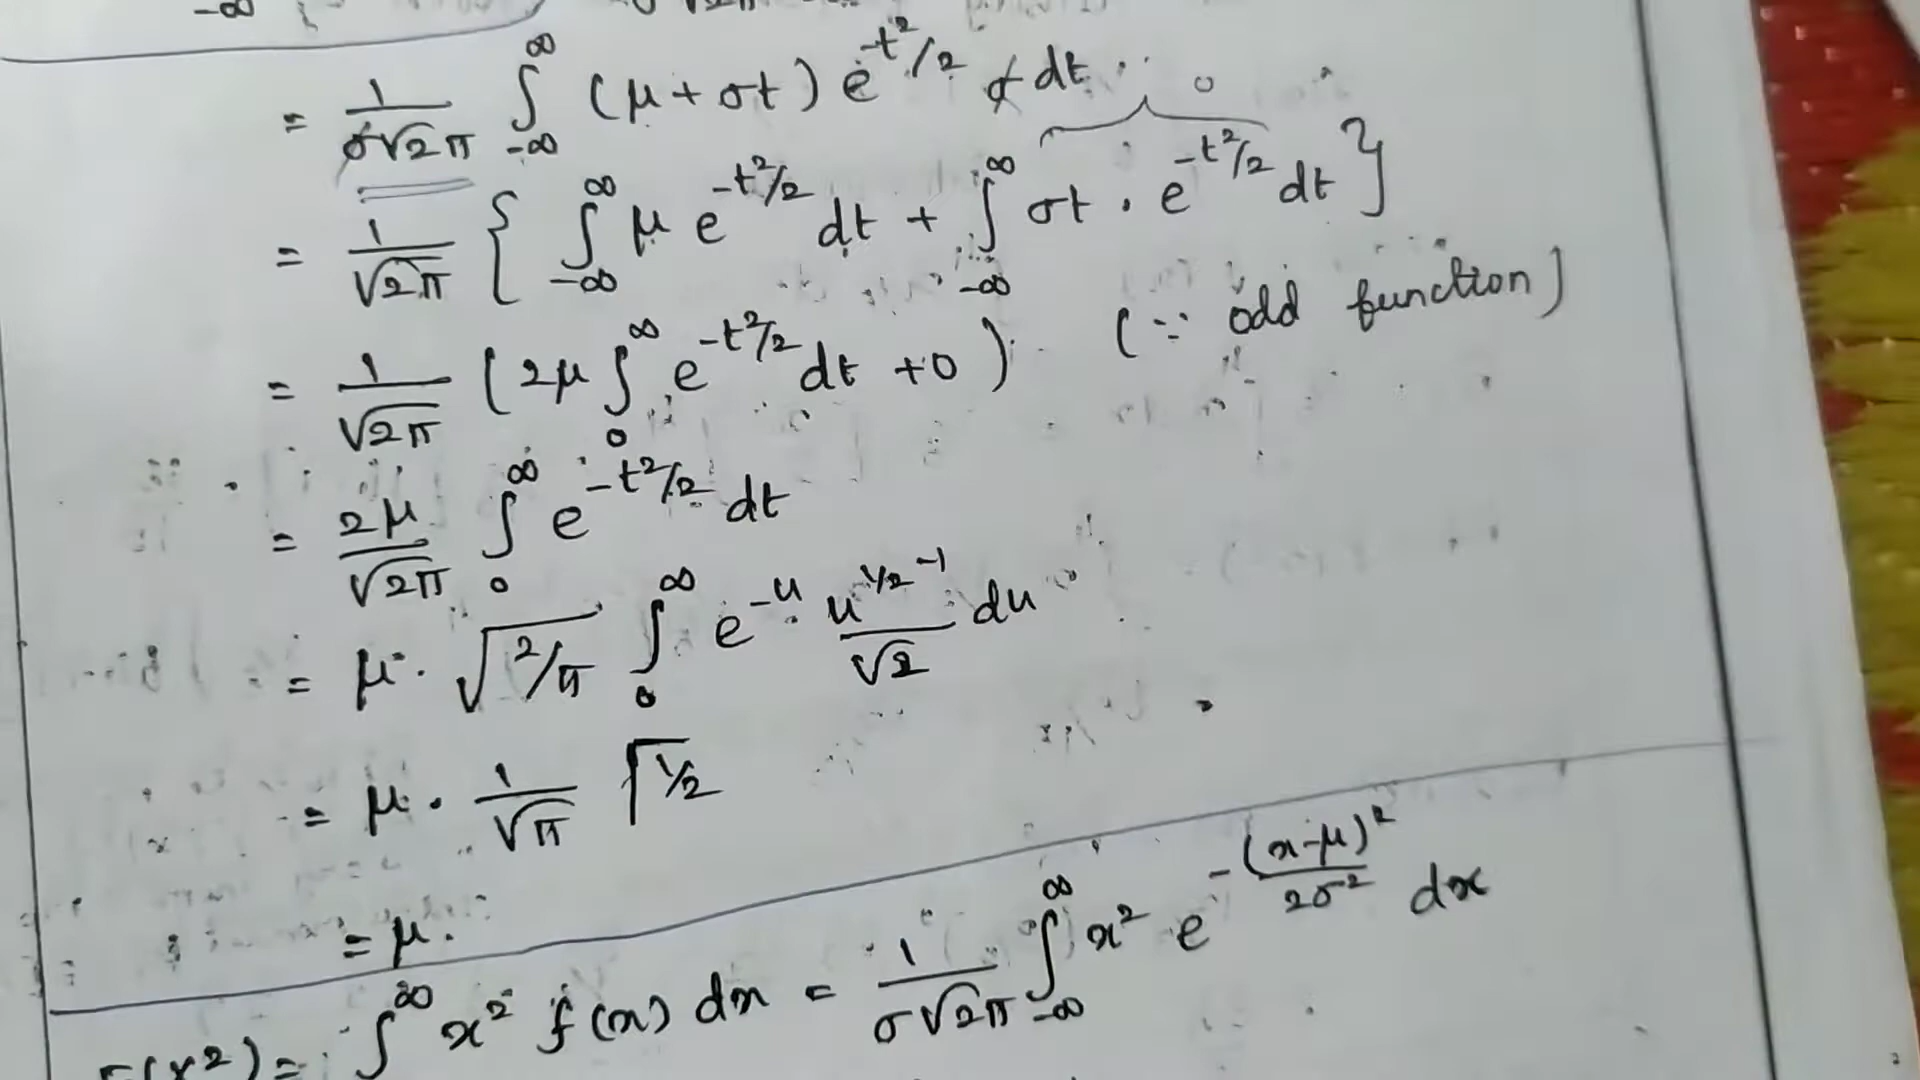 -∞
= 1/(σ√2π) ∫_{-∞}^{∞} (μ + σt) e^{-t²/2} σ dt
= 1/√2π { ∫_{-∞}^{∞} μ e^{-t²/2} dt + ∫_{-∞}^{∞} σt · e^{-t²/2} dt } 0
= 1/√2π ( 2μ ∫_{0}^{∞} e^{-t²/2} dt + 0 ) (∵ odd function)
= 2μ/√2π ∫_{0}^{∞} e^{-t²/2} dt
= μ · √(2/π) ∫_{0}^{∞} e^{-u} · u^{1/2 - 1}/√2 du
= μ · 1/√π Γ1/2
= μ.
E(x²) = ∫^{∞} x² f(x) dx = 1/(σ√2π) ∫_{-∞}^{∞} x² e^{-(x-μ)²/2σ²} dx